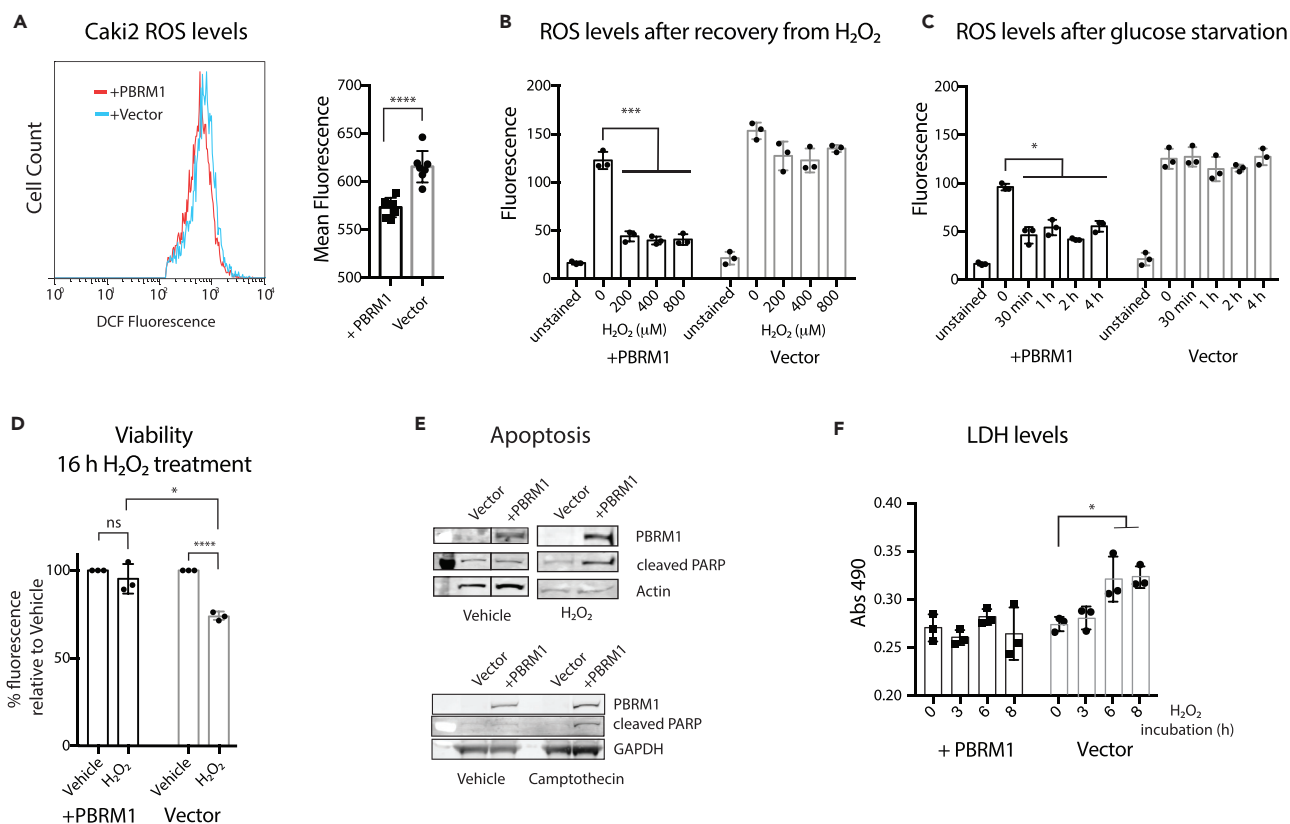 A
Caki2 ROS levels
+PBRM1
+Vector
Cell Count
10⁰
10¹
10²
10³
10⁴
DCF Fluorescence
Mean Fluorescence
700
650
600
550
500
****
+ PBRM1
Vector
B
ROS levels after recovery from H₂O₂
Fluorescence
200
150
100
50
0
***
unstained
0
200
400
800
unstained
0
200
400
800
H₂O₂ (μM)
H₂O₂ (μM)
+PBRM1
Vector
C
ROS levels after glucose starvation
Fluorescence
200
150
100
50
0
*
unstained
0
30 min
1 h
2 h
4 h
unstained
0
30 min
1 h
2 h
4 h
+PBRM1
Vector
D
Viability
16 h H₂O₂ treatment
% fluorescence
relative to Vehicle
100
50
0
*
ns
****
Vehicle
H₂O₂
Vehicle
H₂O₂
+PBRM1
Vector
E
Apoptosis
Vector
+PBRM1
Vector
+PBRM1
PBRM1
cleaved PARP
Actin
Vehicle
H₂O₂
Vector
+PBRM1
Vector
+PBRM1
PBRM1
cleaved PARP
GAPDH
Vehicle
Camptothecin
F
LDH levels
Abs 490
0.40
0.35
0.30
0.25
0.20
*
0
3
6
8
0
3
6
8
H₂O₂
incubation (h)
+ PBRM1
Vector